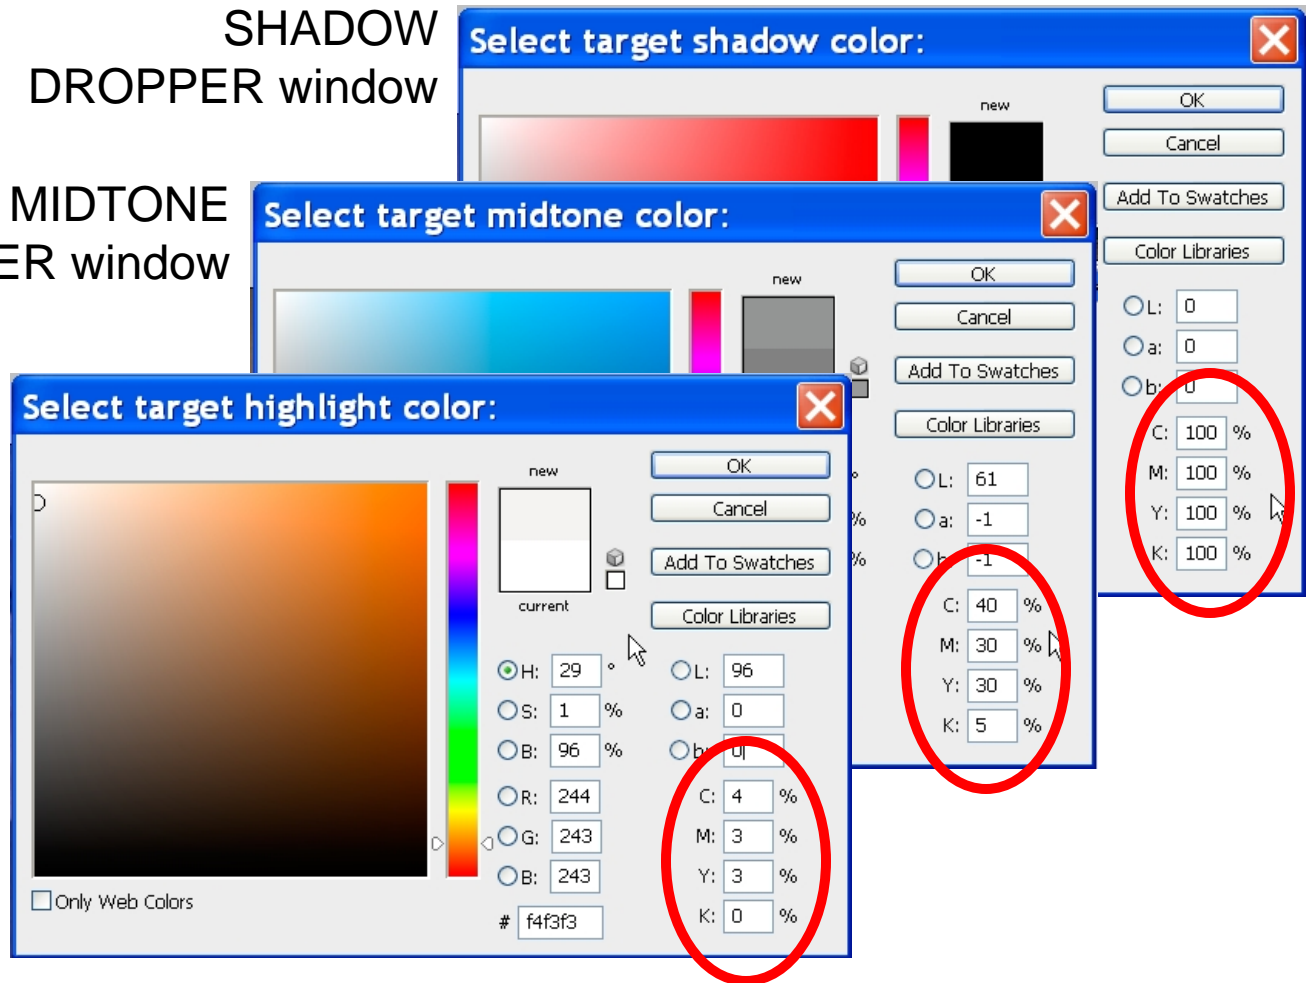 SHADOW
DROPPER window
Select target shadow color:
new
OK
Cancel
Add To Swatches
Color Libraries
L: 0
a: 0
b: 0
C: 100 %
M: 100 %
Y: 100 %
K: 100 %
MIDTONE
ER window
Select target midtone color:
new
OK
Cancel
Add To Swatches
Color Libraries
°
L: 61
% a: -1
% b: -1
C: 40 %
M: 30 %
Y: 30 %
K: 5 %
Select target highlight color:
new
current
OK
Cancel
Add To Swatches
Color Libraries
H: 29 ° L: 96
S: 1 % a: 0
B: 96 % b: 0
R: 244 C: 4 %
G: 243 M: 3 %
B: 243 Y: 3 %
# f4f3f3 K: 0 %
Only Web Colors